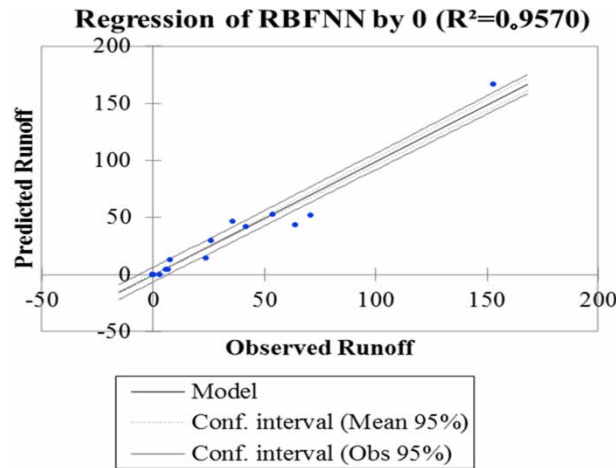 Regression of RBFNN by 0 (R²=0.9570)
200
150
100
50
0
-50
-50
0
50
100
150
200
Predicted Runoff
Observed Runoff
Model
Conf. interval (Mean 95%)
Conf. interval (Obs 95%)